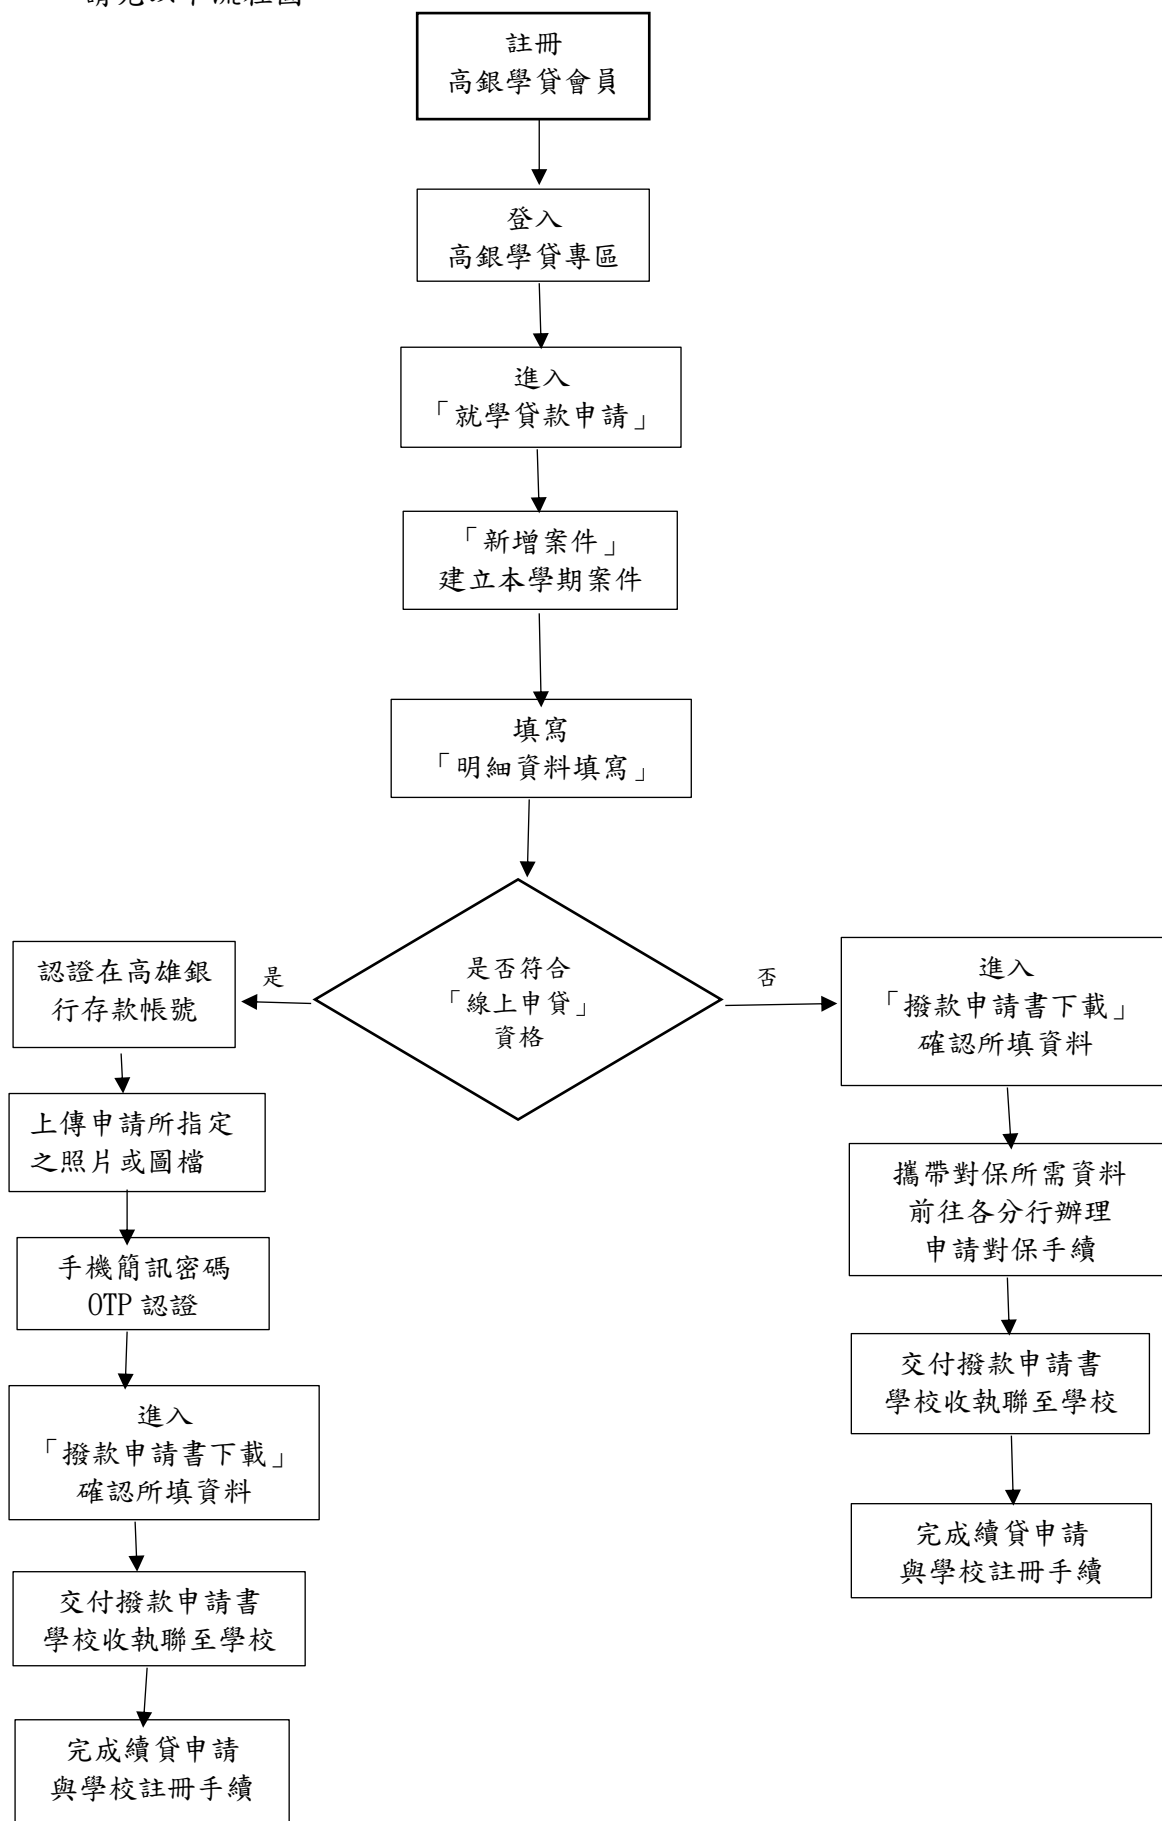 註冊
高銀學貸會員
登入
高銀學貸專區
進入
「就學貸款申請」
「新增案件」
建立本學期案件
填寫
「明細資料填寫」
是否符合
「線上申貸」
資格
是
否
認證在高雄銀
行存款帳號
上傳申請所指定
之照片或圖檔
手機簡訊密碼
OTP 認證
進入
「撥款申請書下載」
確認所填資料
交付撥款申請書
學校收執聯至學校
完成續貸申請
與學校註冊手續
進入
「撥款申請書下載」
確認所填資料
攜帶對保所需資料
前往各分行辦理
申請對保手續
交付撥款申請書
學校收執聯至學校
完成續貸申請
與學校註冊手續